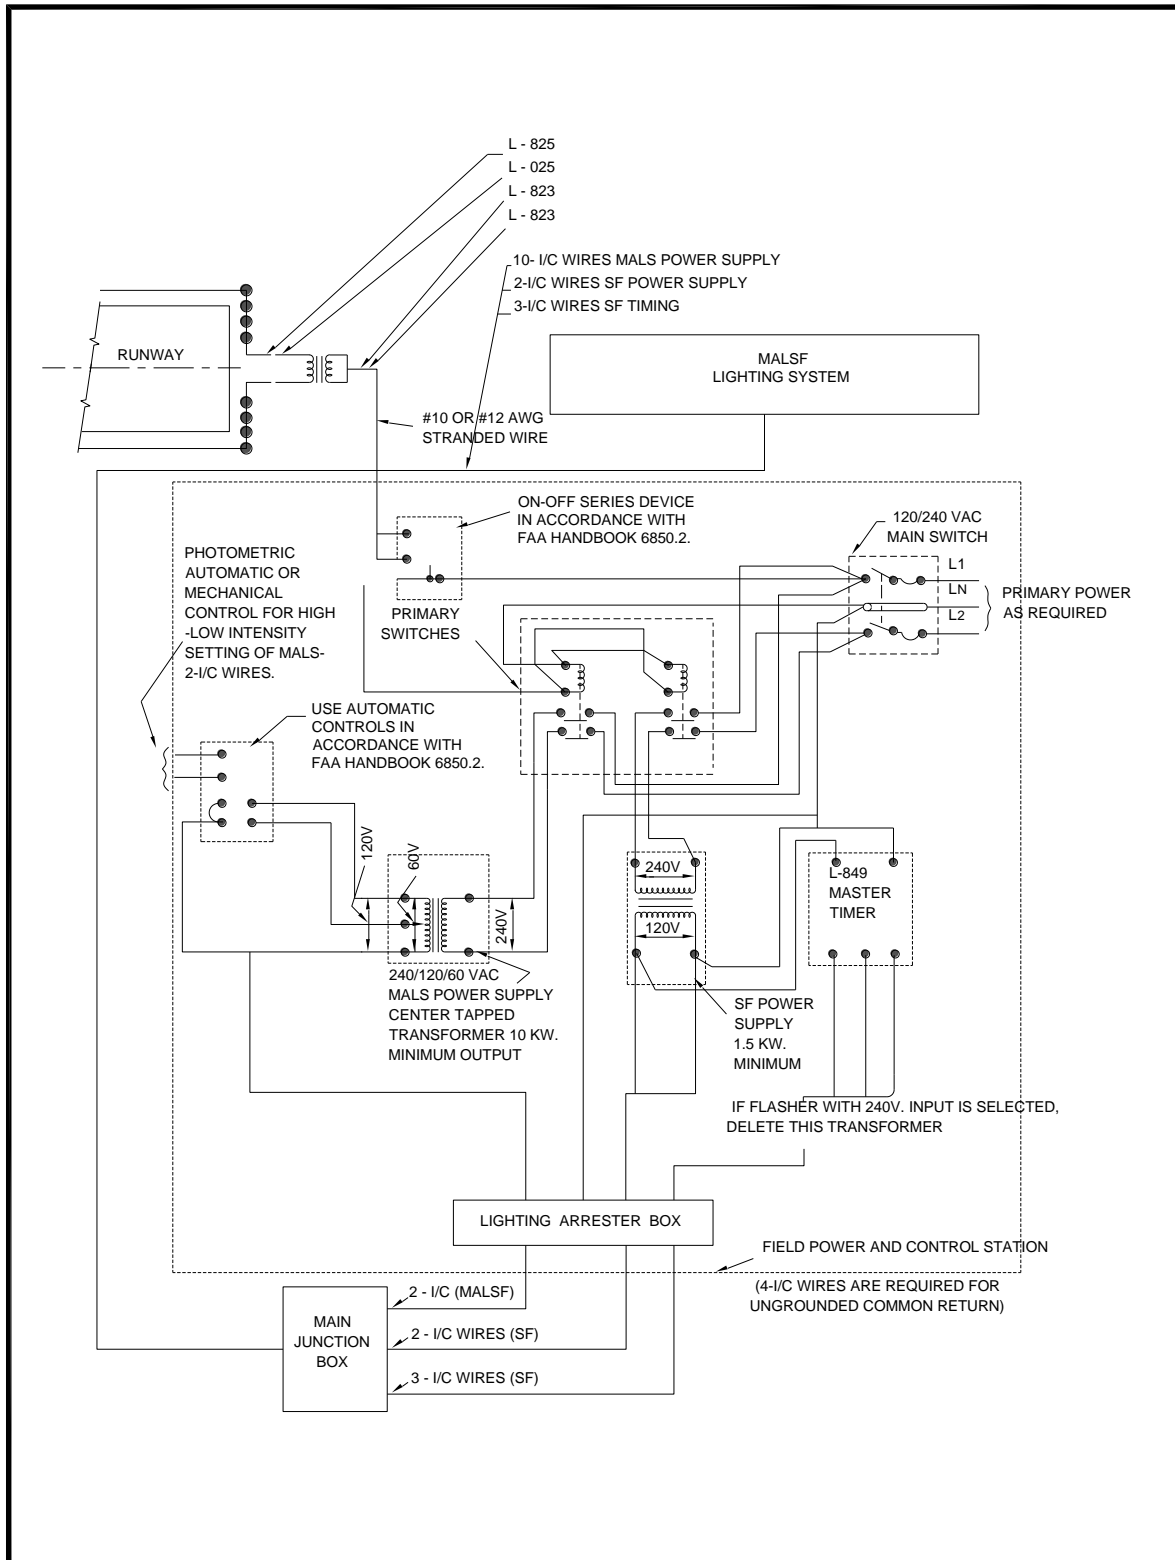 L - 825
L - 025
L - 823
L - 823
10- I/C WIRES MALS POWER SUPPLY
2-I/C WIRES SF POWER SUPPLY
3-I/C WIRES SF TIMING
RUNWAY
MALSF
LIGHTING SYSTEM
#10 OR #12 AWG
STRANDED WIRE
ON-OFF SERIES DEVICE
IN ACCORDANCE WITH
FAA HANDBOOK 6850.2.
120/240 VAC
MAIN SWITCH
L1
LN
L2
PRIMARY POWER
AS REQUIRED
PHOTOMETRIC
AUTOMATIC OR
MECHANICAL
CONTROL FOR HIGH
-LOW INTENSITY
SETTING OF MALS-
2-I/C WIRES.
PRIMARY
SWITCHES
USE AUTOMATIC
CONTROLS IN
ACCORDANCE WITH
FAA HANDBOOK 6850.2.
120V
60V
240V
240V
120V
L-849
MASTER
TIMER
240/120/60 VAC
MALS POWER SUPPLY
CENTER TAPPED
TRANSFORMER 10 KW.
MINIMUM OUTPUT
SF POWER
SUPPLY
1.5 KW.
MINIMUM
IF FLASHER WITH 240V. INPUT IS SELECTED,
DELETE THIS TRANSFORMER
LIGHTING ARRESTER BOX
FIELD POWER AND CONTROL STATION
(4-I/C WIRES ARE REQUIRED FOR
UNGROUNDED COMMON RETURN)
MAIN
JUNCTION
BOX
2 - I/C (MALSF)
2 - I/C WIRES (SF)
3 - I/C WIRES (SF)